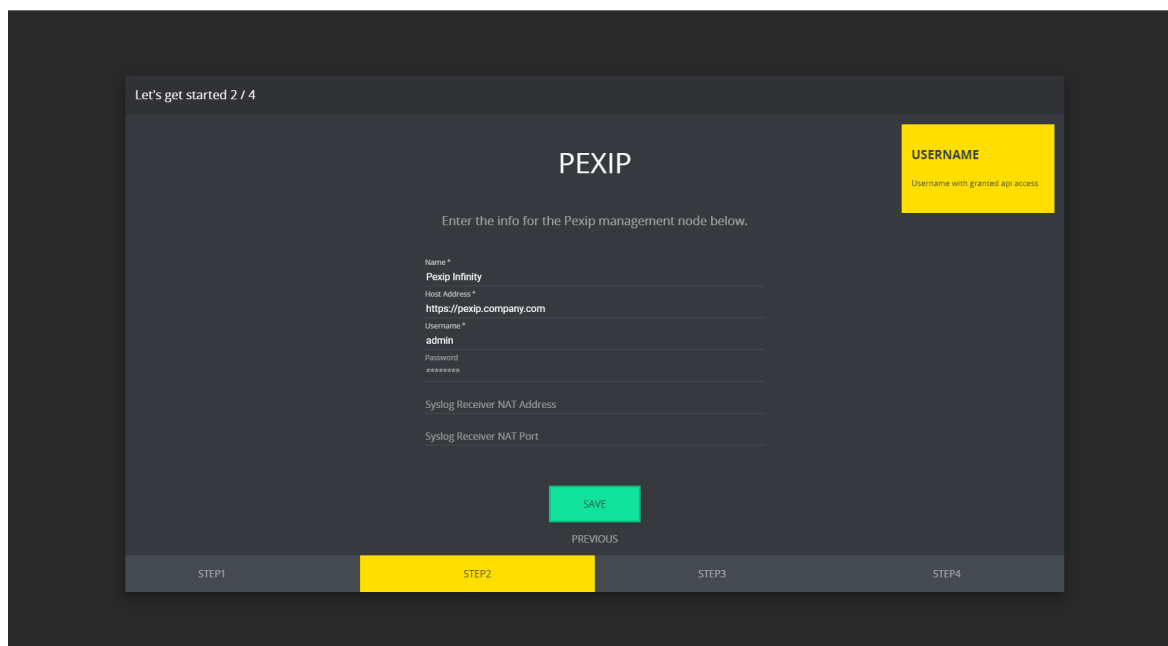 Let's get started 2 / 4
PEXIP
USERNAME
Username with granted api access
Enter the info for the Pexip management node below.
Name *
Pexip Infinity
Host Address *
https://pexip.company.com
Username *
admin
Password
********
Syslog Receiver NAT Address
Syslog Receiver NAT Port
SAVE
PREVIOUS
STEP1 STEP2 STEP3 STEP4